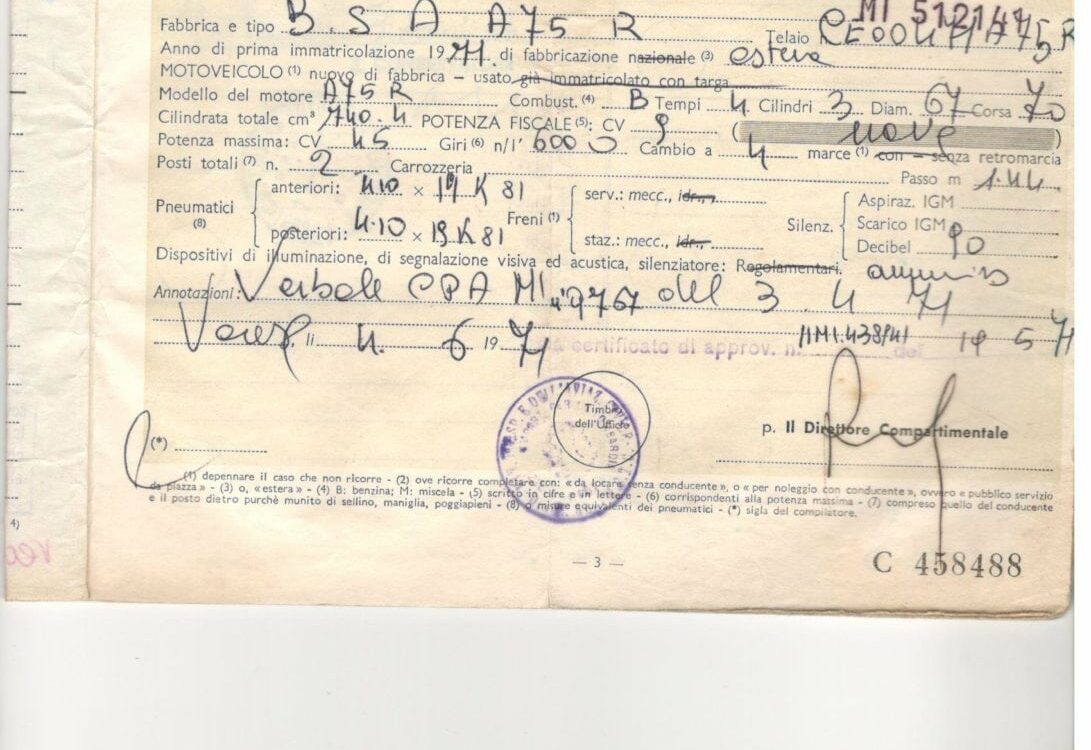 MI 512147
Fabbrica e tipo B.S A A75 R Telaio A75R
Anno di prima immatricolazione 1971 di fabbricazione nazionale (3) estera
MOTOVEICOLO (1) nuovo di fabbrica – usato già immatricolato con targa
Modello del motore A75 R Combust. (4) B Tempi 4 Cilindri 3 Diam. 67 Corsa 70
Cilindrata totale cm³ 740.4 POTENZA FISCALE (5): CV 9 ( nove )
Potenza massima: CV 45 Giri (6) n/1' 6000 Cambio a 4 marce (1) con – senza retromarcia
Posti totali (7) n. 2 Carrozzeria Passo m 1.44
Pneumatici (8)
anteriori: 4.10 × 19 K 81
posteriori: 4.10 × 19 K 81
Freni (1)
serv.: mecc., idr.,
staz.: mecc., idr.,
Silenz.
Aspiraz. IGM
Scarico IGM
Decibel 90
Dispositivi di illuminazione, di segnalazione visiva ed acustica, silenziatore: Regolamentari.
Annotazioni: Verbale CPA MI n°9767 del 3 4 71
li 4. 6 1971 certificato di approv. n. del 19 5 71
Timbro
dell'Ufficio
p. Il Direttore Compartimentale
(*)
(1) depennare il caso che non ricorre - (2) ove ricorre completare con: « da locare senza conducente », o « per noleggio con conducente », ovvero « pubblico servizio
da piazza » - (3) o, « estera » - (4) B: benzina; M: miscela - (5) scritto in cifre e in lettere - (6) corrispondenti alla potenza massima - (7) compreso quello del conducente
e il posto dietro purchè munito di sellino, maniglia, poggiapieni - (8) o misure equivalenti dei pneumatici - (*) sigla del compilatore.
4)
— 3 —
C 458488